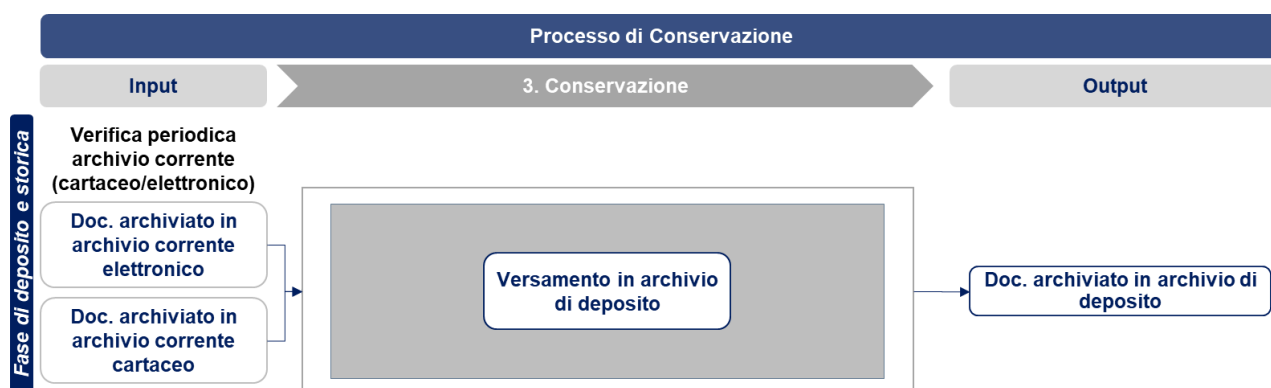 Processo di Conservazione
Input
3. Conservazione
Output
Fase di deposito e storica
Verifica periodica
archivio corrente
(cartaceo/elettronico)
Doc. archiviato in
archivio corrente
elettronico
Doc. archiviato in
archivio corrente
cartaceo
Versamento in archivio
di deposito
Doc. archiviato in archivio di
deposito